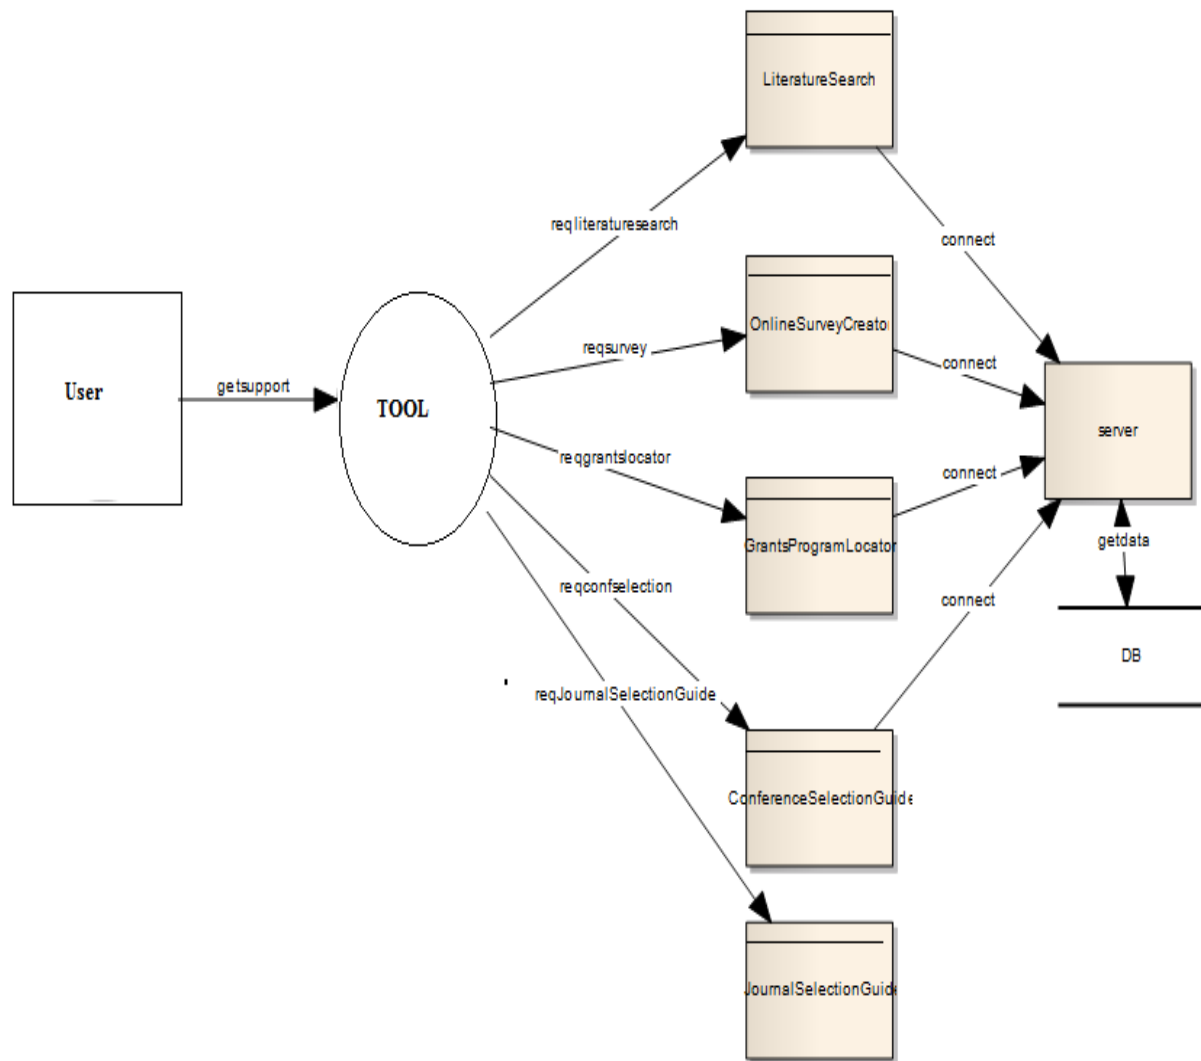 LiteratureSearch
reqliteraturesearch
connect
OnlineSurveyCreator
reqsurvey
connect
User
getsupport
TOOL
server
reqgrantslocator
connect
GrantsProgramLocator
getdata
reqconfselection
connect
DB
reqJournalSelectionGuide
ConferenceSelectionGuide
JournalSelectionGuide